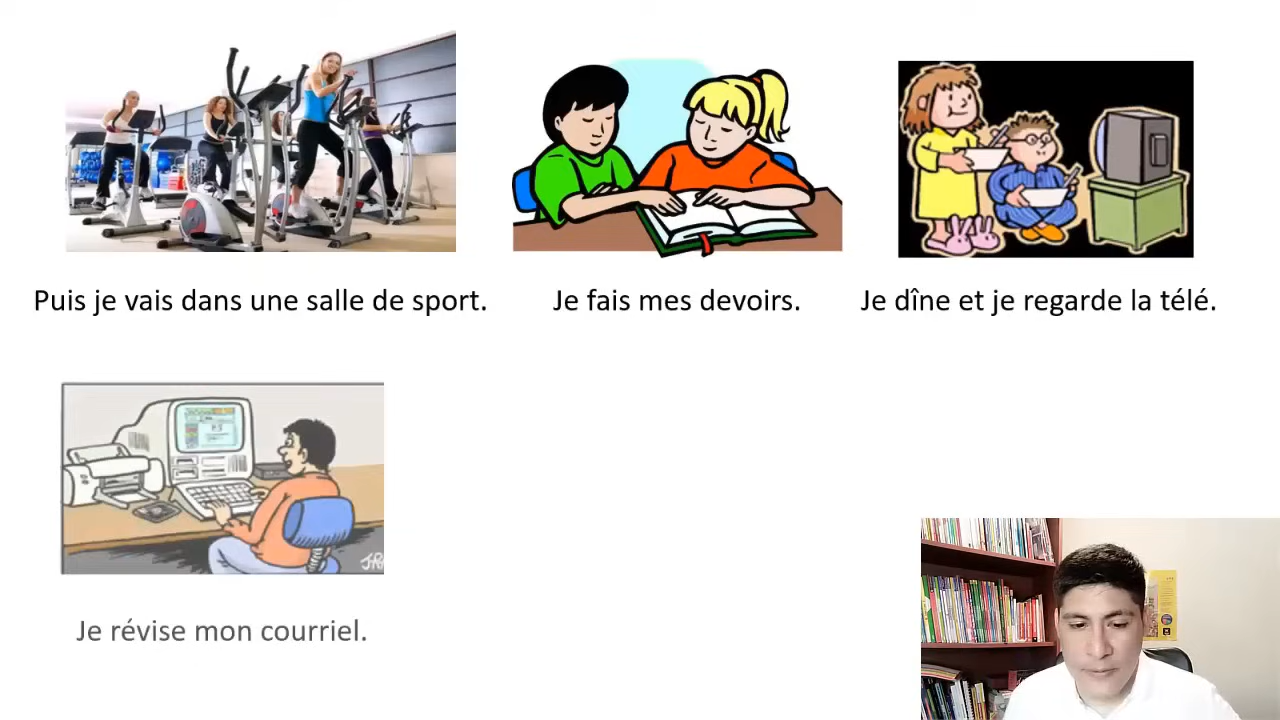 Puis je vais dans une salle de sport.
Je fais mes devoirs.
Je dîne et je regarde la télé.
Je révise mon courriel.